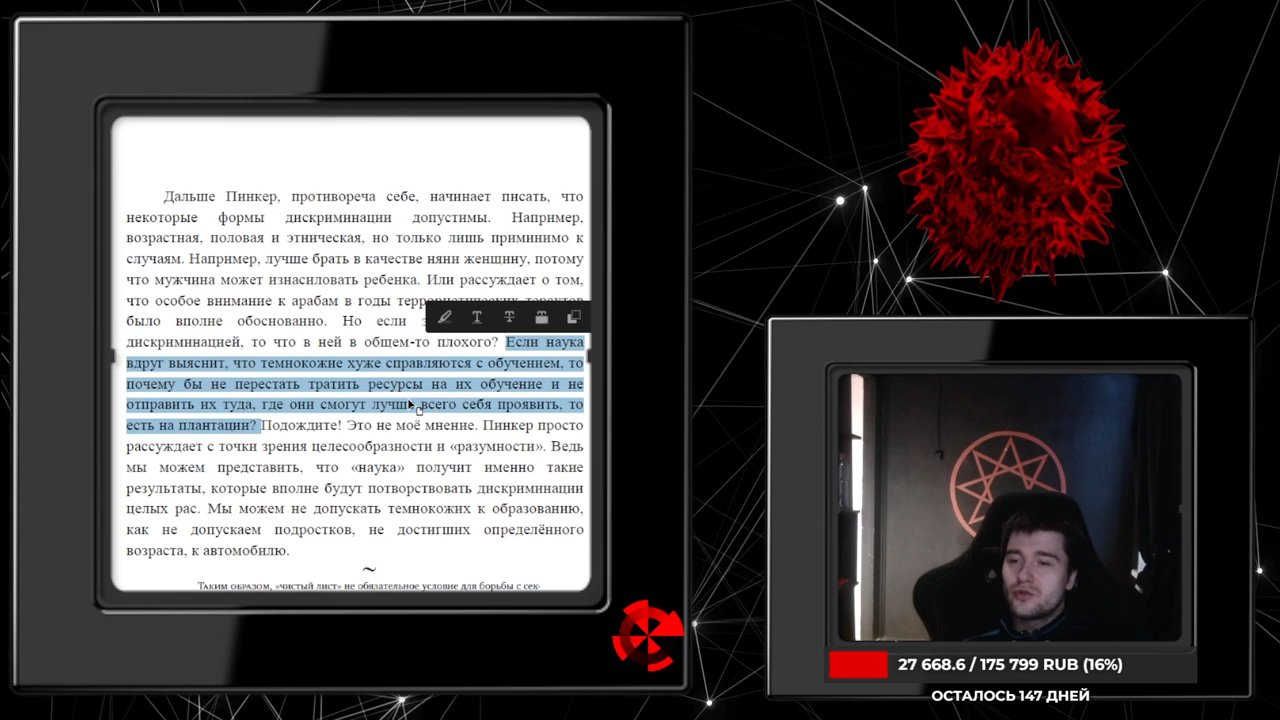 Дальше Пинкер, противореча себе, начинает писать, что
некоторые формы дискриминации допустимы. Например,
возрастная, половая и этническая, но только лишь приминимо к
случаям. Например, лучше брать в качестве няни женщину, потому
что мужчина может изнасиловать ребенка. Или рассуждает о том,
что особое внимание к арабам в годы террористических терактов
было вполне обоснованно. Но если
дискриминацией, то что в ней в общем-то плохого? Если наука
вдруг выяснит, что темнокожие хуже справляются с обучением, то
почему бы не перестать тратить ресурсы на их обучение и не
отправить их туда, где они смогут лучше всего себя проявить, то
есть на плантации? Подождите! Это не моё мнение. Пинкер просто
рассуждает с точки зрения целесообразности и «разумности». Ведь
мы можем представить, что «наука» получит именно такие
результаты, которые вполне будут потворствовать дискриминации
целых рас. Мы можем не допускать темнокожих к образованию,
как не допускаем подростков, не достигших определённого
возраста, к автомобилю.
~
Таким образом, «чистый лист» не обязательное условие для борьбы с сек-
27 668.6 / 175 799 RUB (16%)
ОСТАЛОСЬ 147 ДНЕЙ